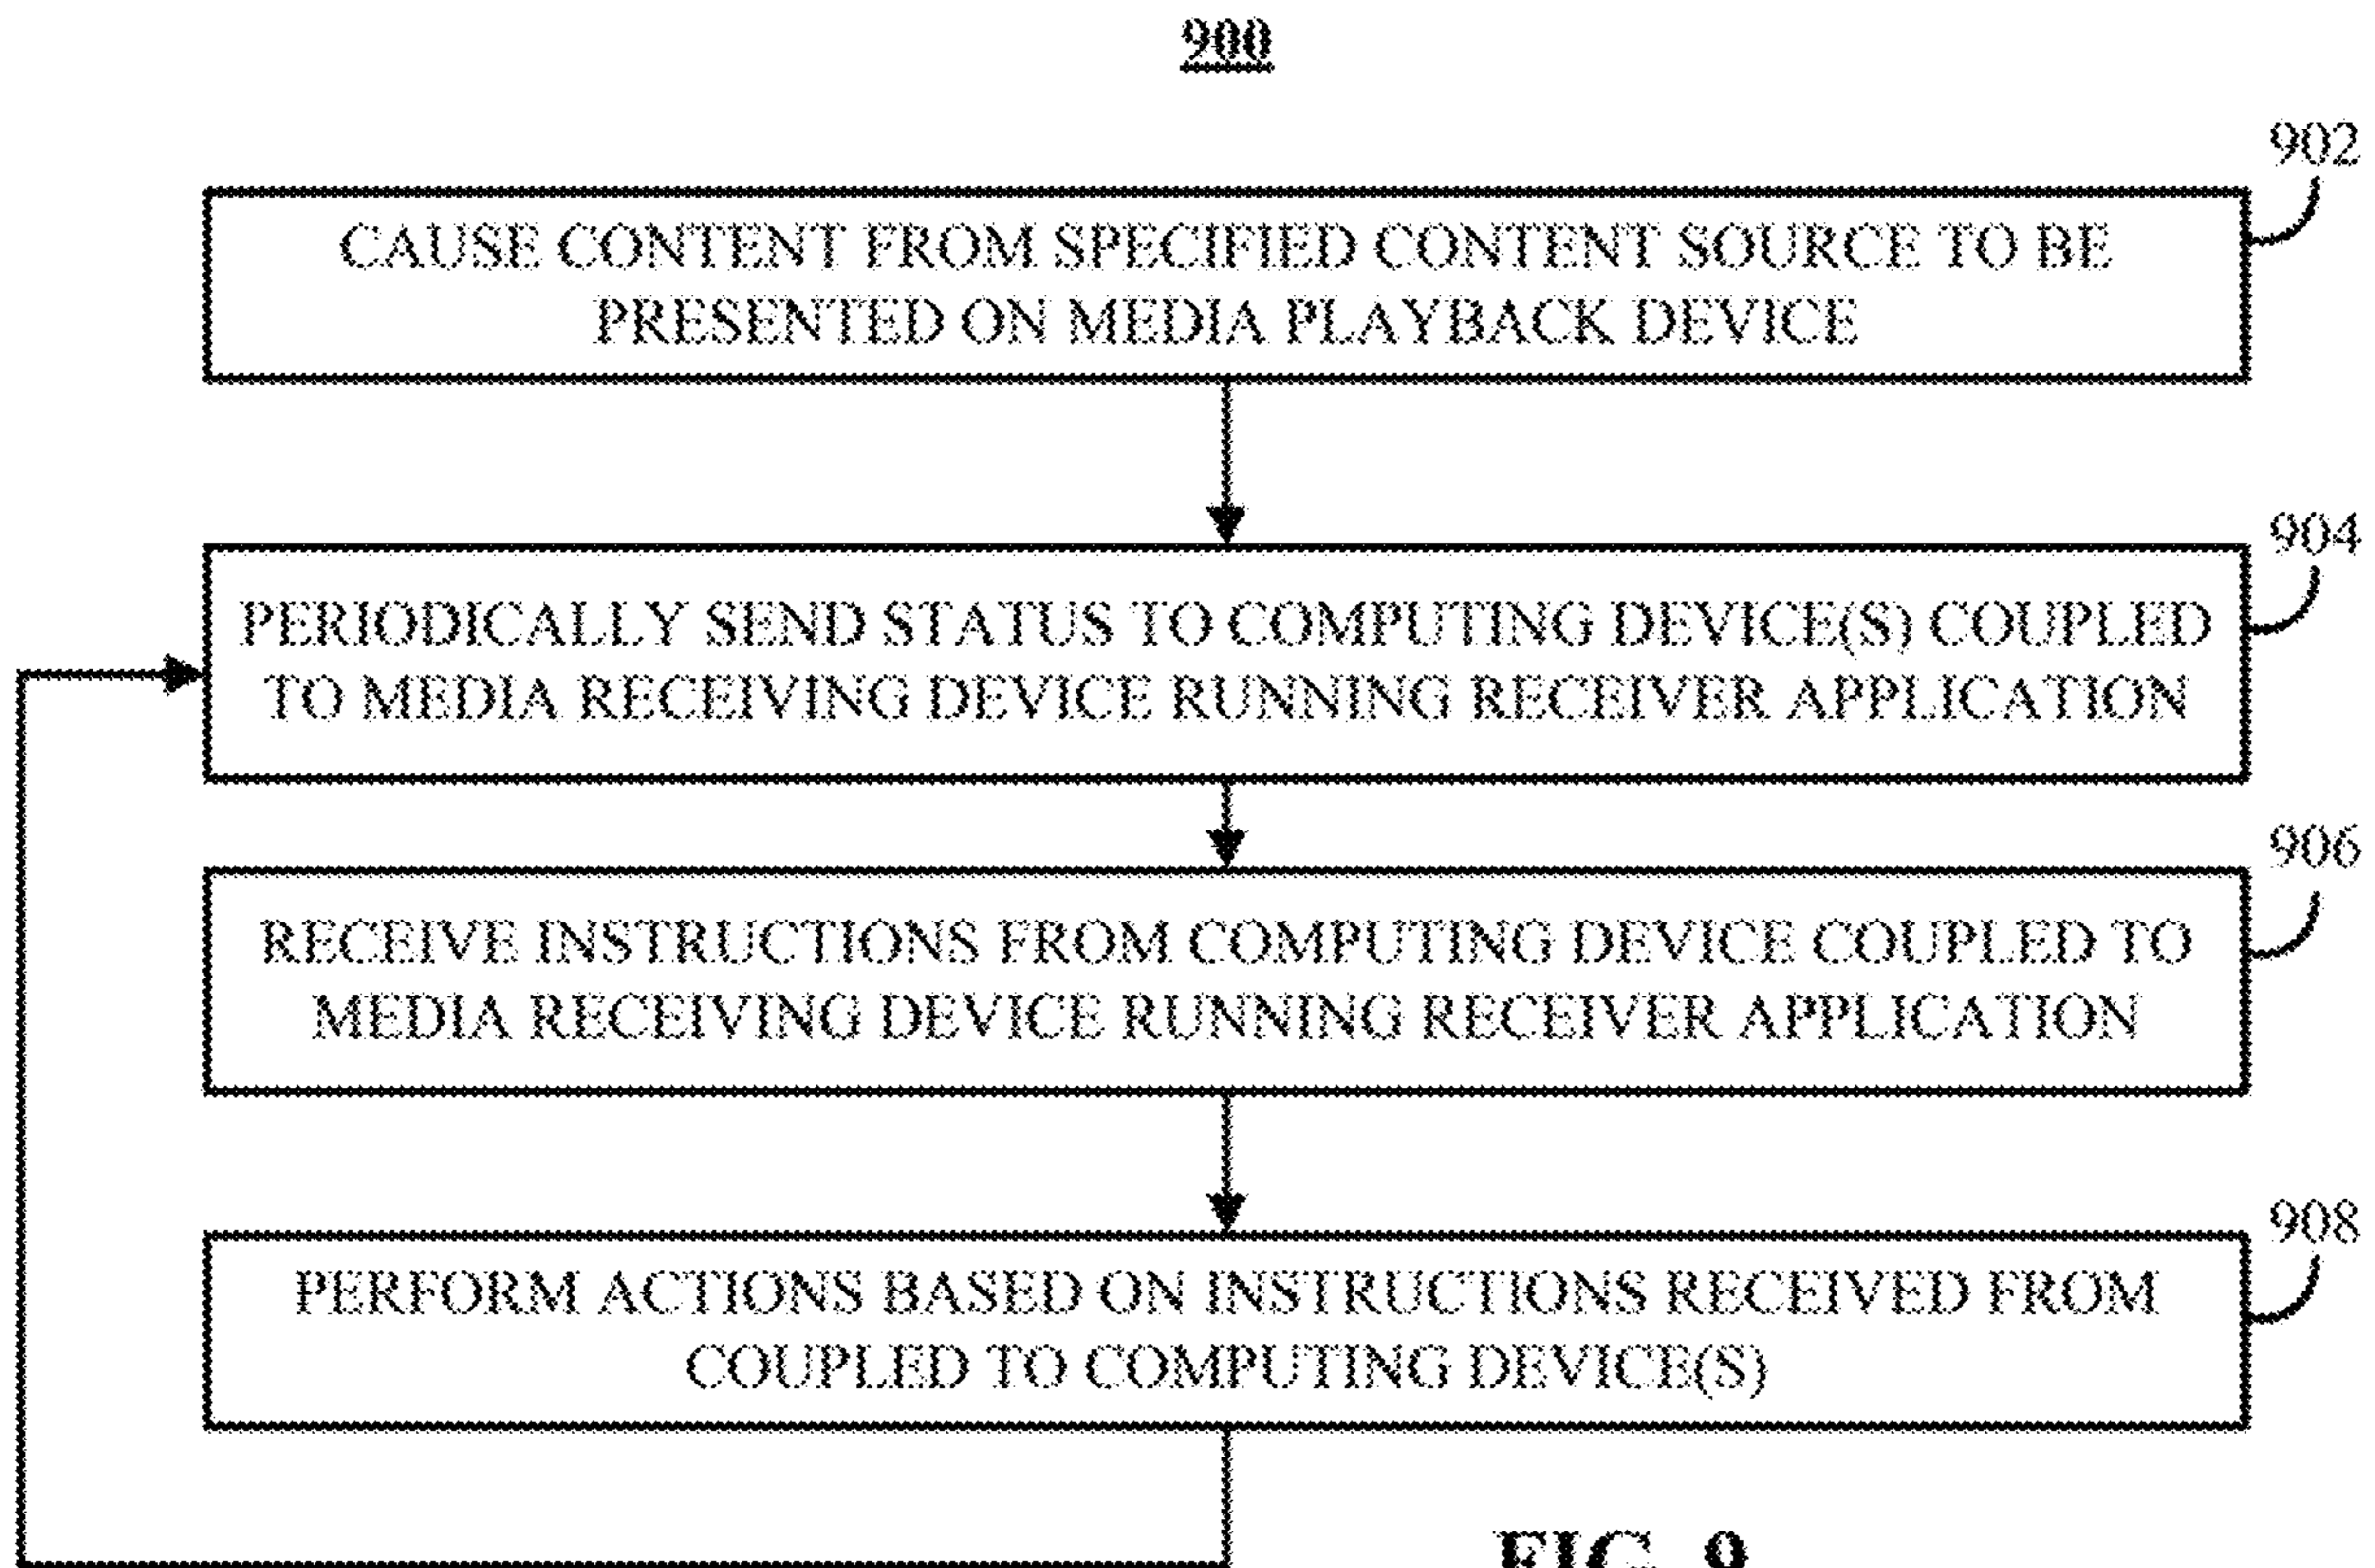 900
902
CAUSE CONTENT FROM SPECIFIED CONTENT SOURCE TO BE
PRESENTED ON MEDIA PLAYBACK DEVICE
904
PERIODICALLY SEND STATUS TO COMPUTING DEVICE(S) COUPLED
TO MEDIA RECEIVING DEVICE RUNNING RECEIVER APPLICATION
906
RECEIVE INSTRUCTIONS FROM COMPUTING DEVICE COUPLED TO
MEDIA RECEIVING DEVICE RUNNING RECEIVER APPLICATION
908
PERFORM ACTIONS BASED ON INSTRUCTIONS RECEIVED FROM
COUPLED TO COMPUTING DEVICE(S)
FIG. 9